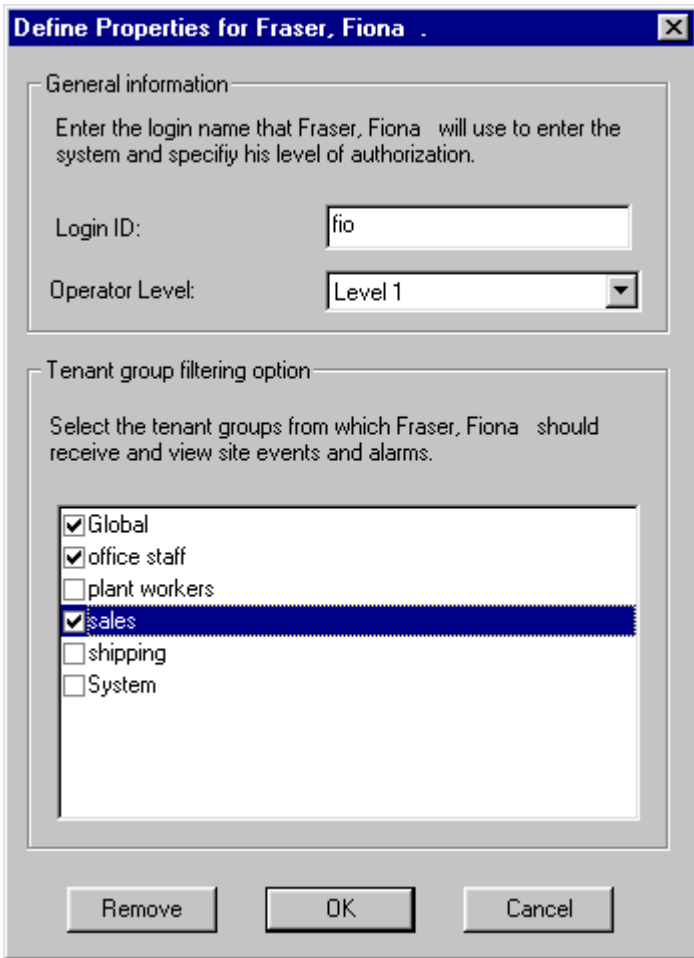 Define Properties for Fraser, Fiona .
General information
Enter the login name that Fraser, Fiona will use to enter the
system and specifiy his level of authorization.
Login ID:
fio
Operator Level:
Level 1
Tenant group filtering option
Select the tenant groups from which Fraser, Fiona should
receive and view site events and alarms.
Global
office staff
plant workers
sales
shipping
System
Remove
OK
Cancel